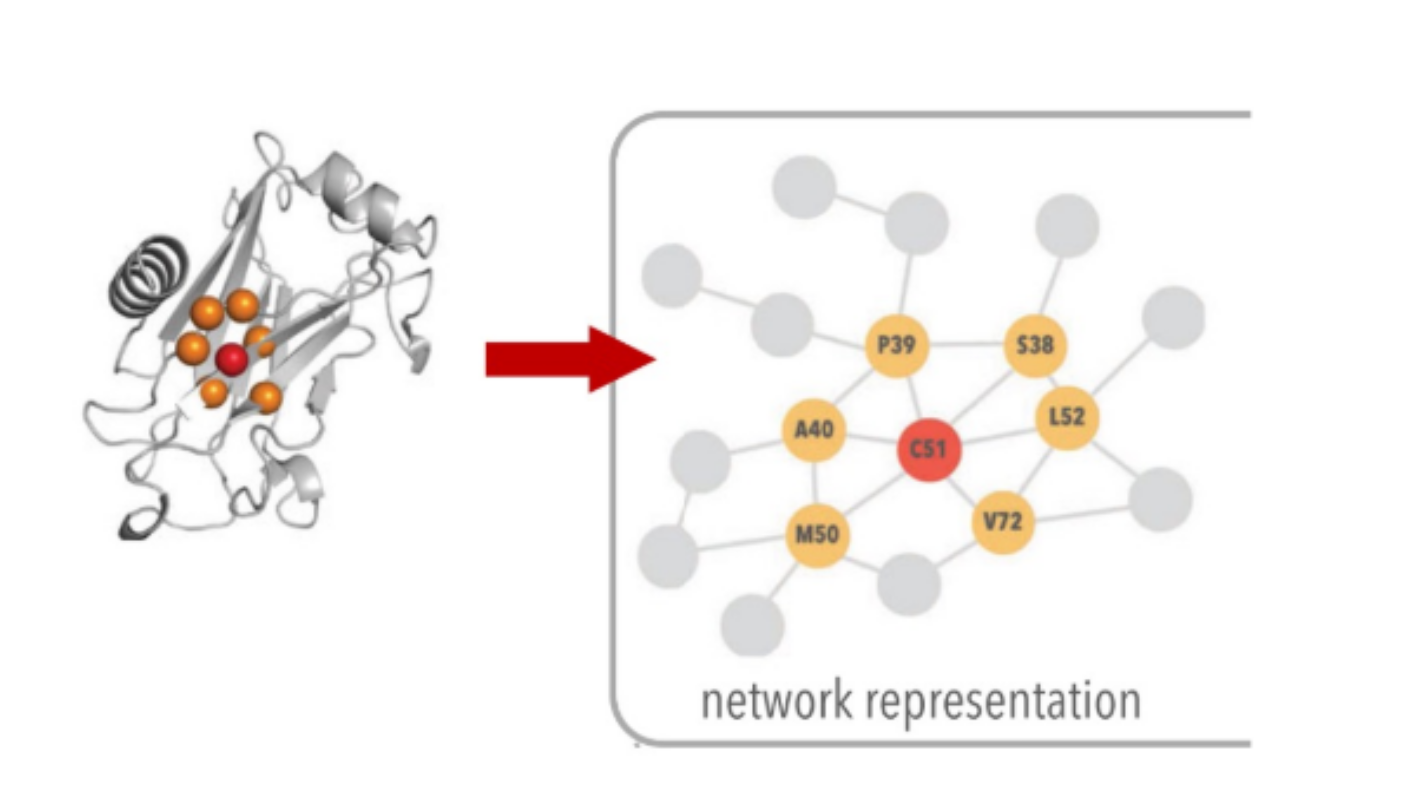 P39
S38
L52
A40
C51
M50
V72
network representation